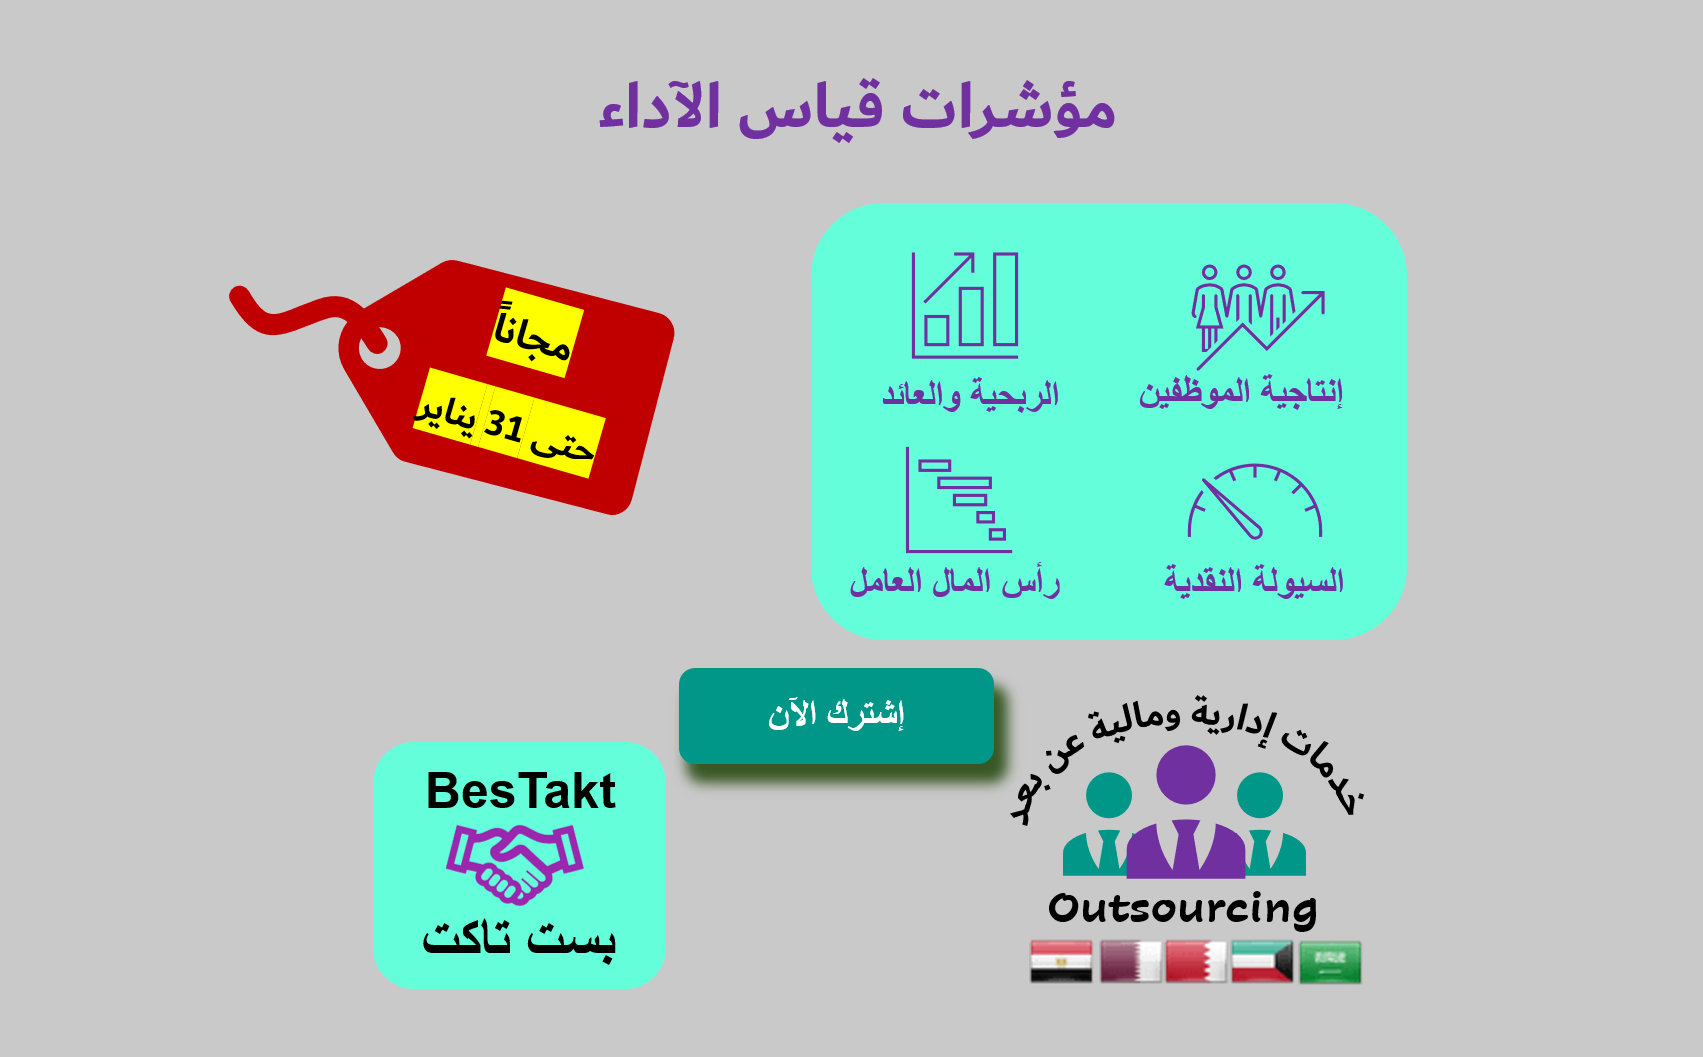 مؤشرات قياس الآداء
إنتاجية الموظفين
الربحية والعائد
السيولة النقدية
رأس المال العامل
مجاناً
حتى 31 يناير
إشترك الآن
خدمات إدارية ومالية عن بعد
Outsourcing
BesTakt
بست تاكت